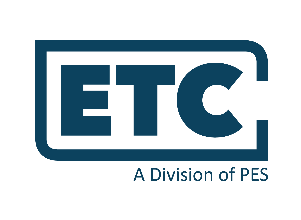 ETC
A Division of PES